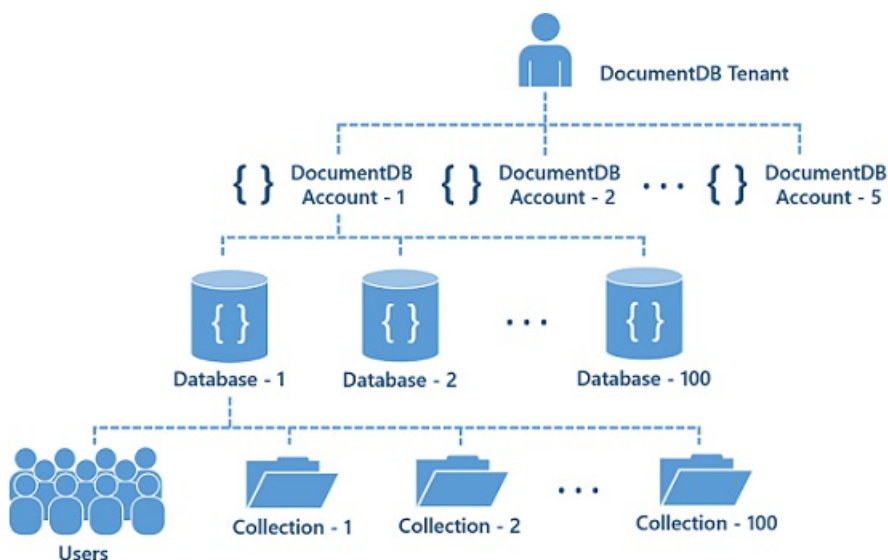 DocumentDB Tenant
{ } DocumentDB Account - 1
{ } DocumentDB Account - 2
...
{ } DocumentDB Account - 5
{ }
{ }
...
{ }
Database - 1
Database - 2
Database - 100
...
Users
Collection - 1
Collection - 2
Collection - 100